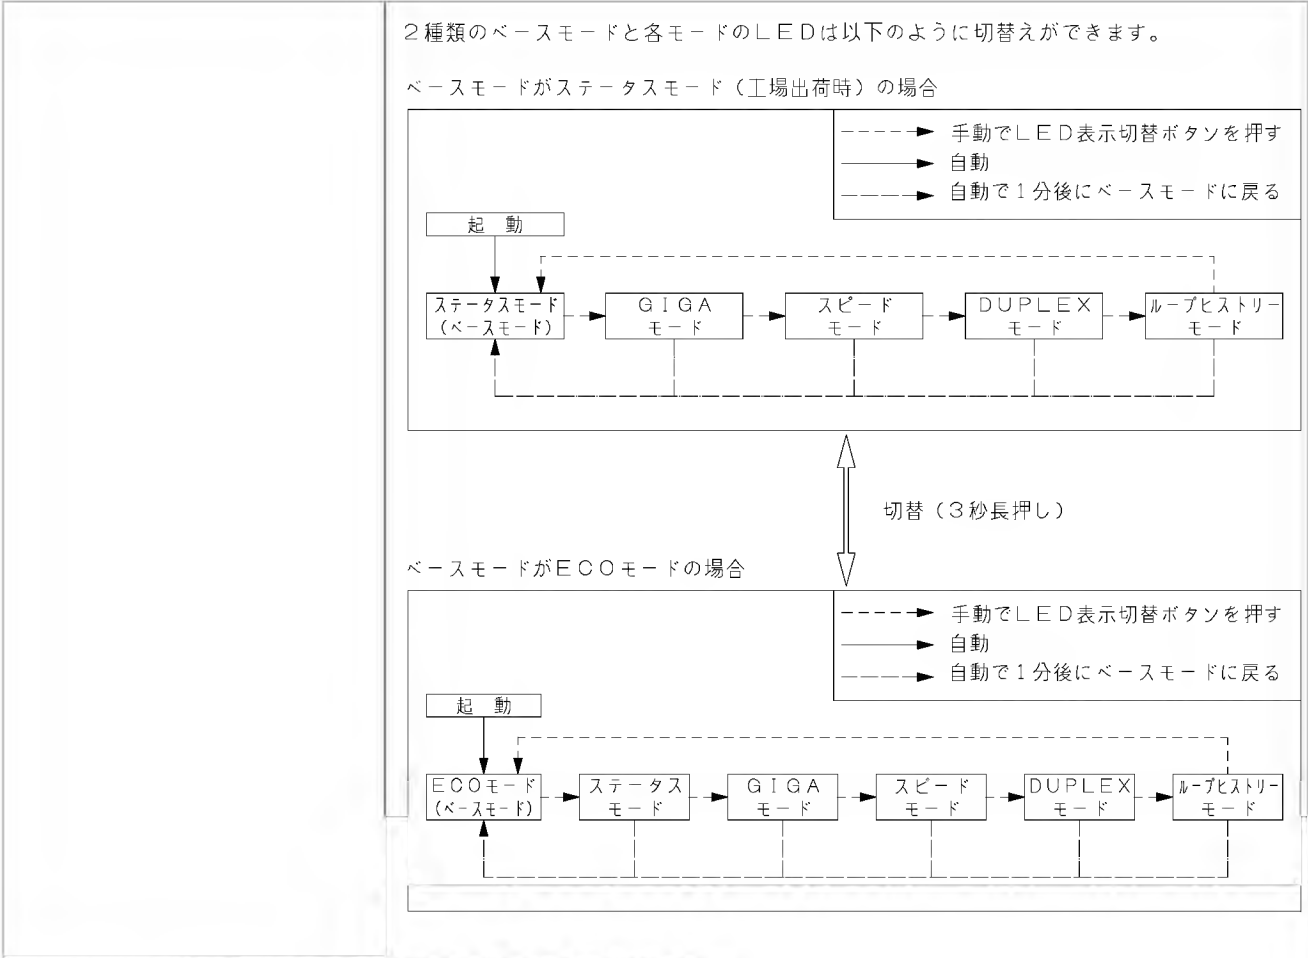 ２種類のベースモードと各モードのＬＥＤは以下のように切替えができます。
ベースモードがステータスモード（工場出荷時）の場合
手動でＬＥＤ表示切替ボタンを押す
自動
自動で１分後にベースモードに戻る
起　動
ステータスモード
（ベースモード）
ＧＩＧＡ
モード
スピード
モード
ＤＵＰＬＥＸ
モード
ループヒストリー
モード
切替（３秒長押し）
ベースモードがＥＣＯモードの場合
手動でＬＥＤ表示切替ボタンを押す
自動
自動で１分後にベースモードに戻る
起　動
ＥＣＯモード
（ベースモード）
ステータス
モード
ＧＩＧＡ
モード
スピード
モード
ＤＵＰＬＥＸ
モード
ループヒストリー
モード